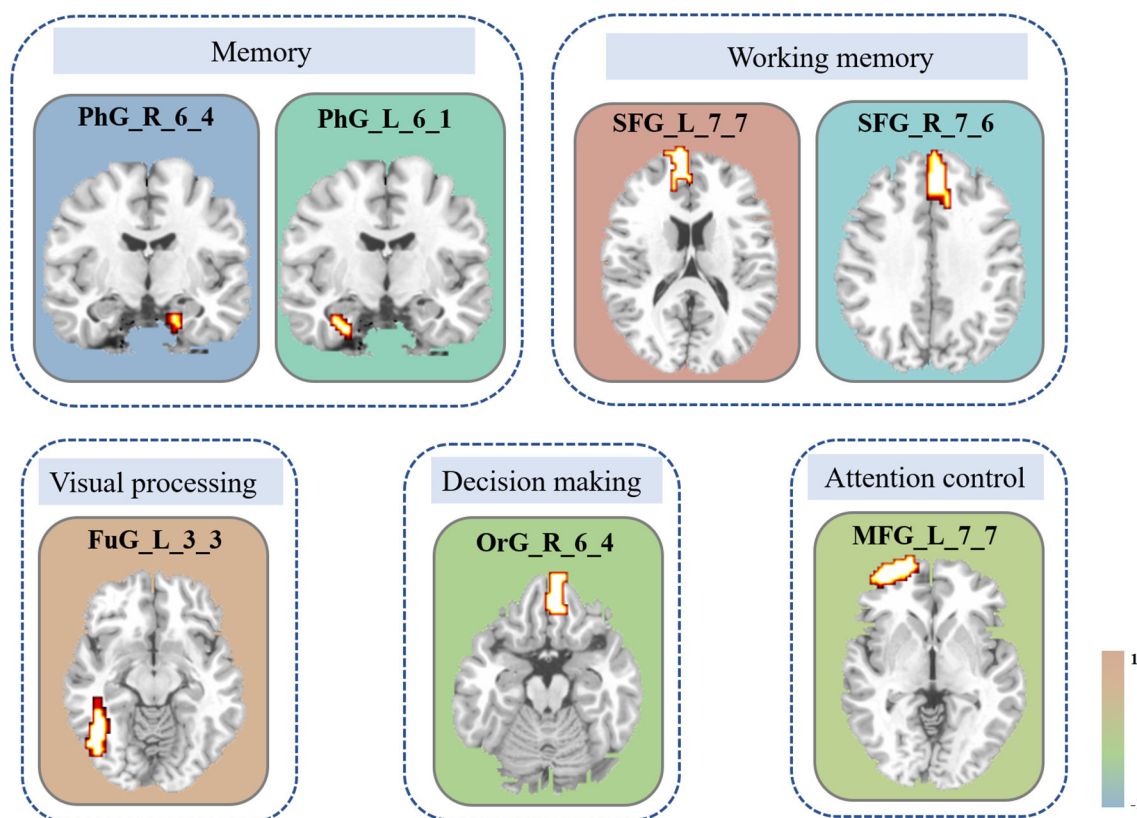 Memory
Working memory
PhG_R_6_4
PhG_L_6_1
SFG_L_7_7
SFG_R_7_6
Visual processing
Decision making
Attention control
FuG_L_3_3
OrG_R_6_4
MFG_L_7_7
1